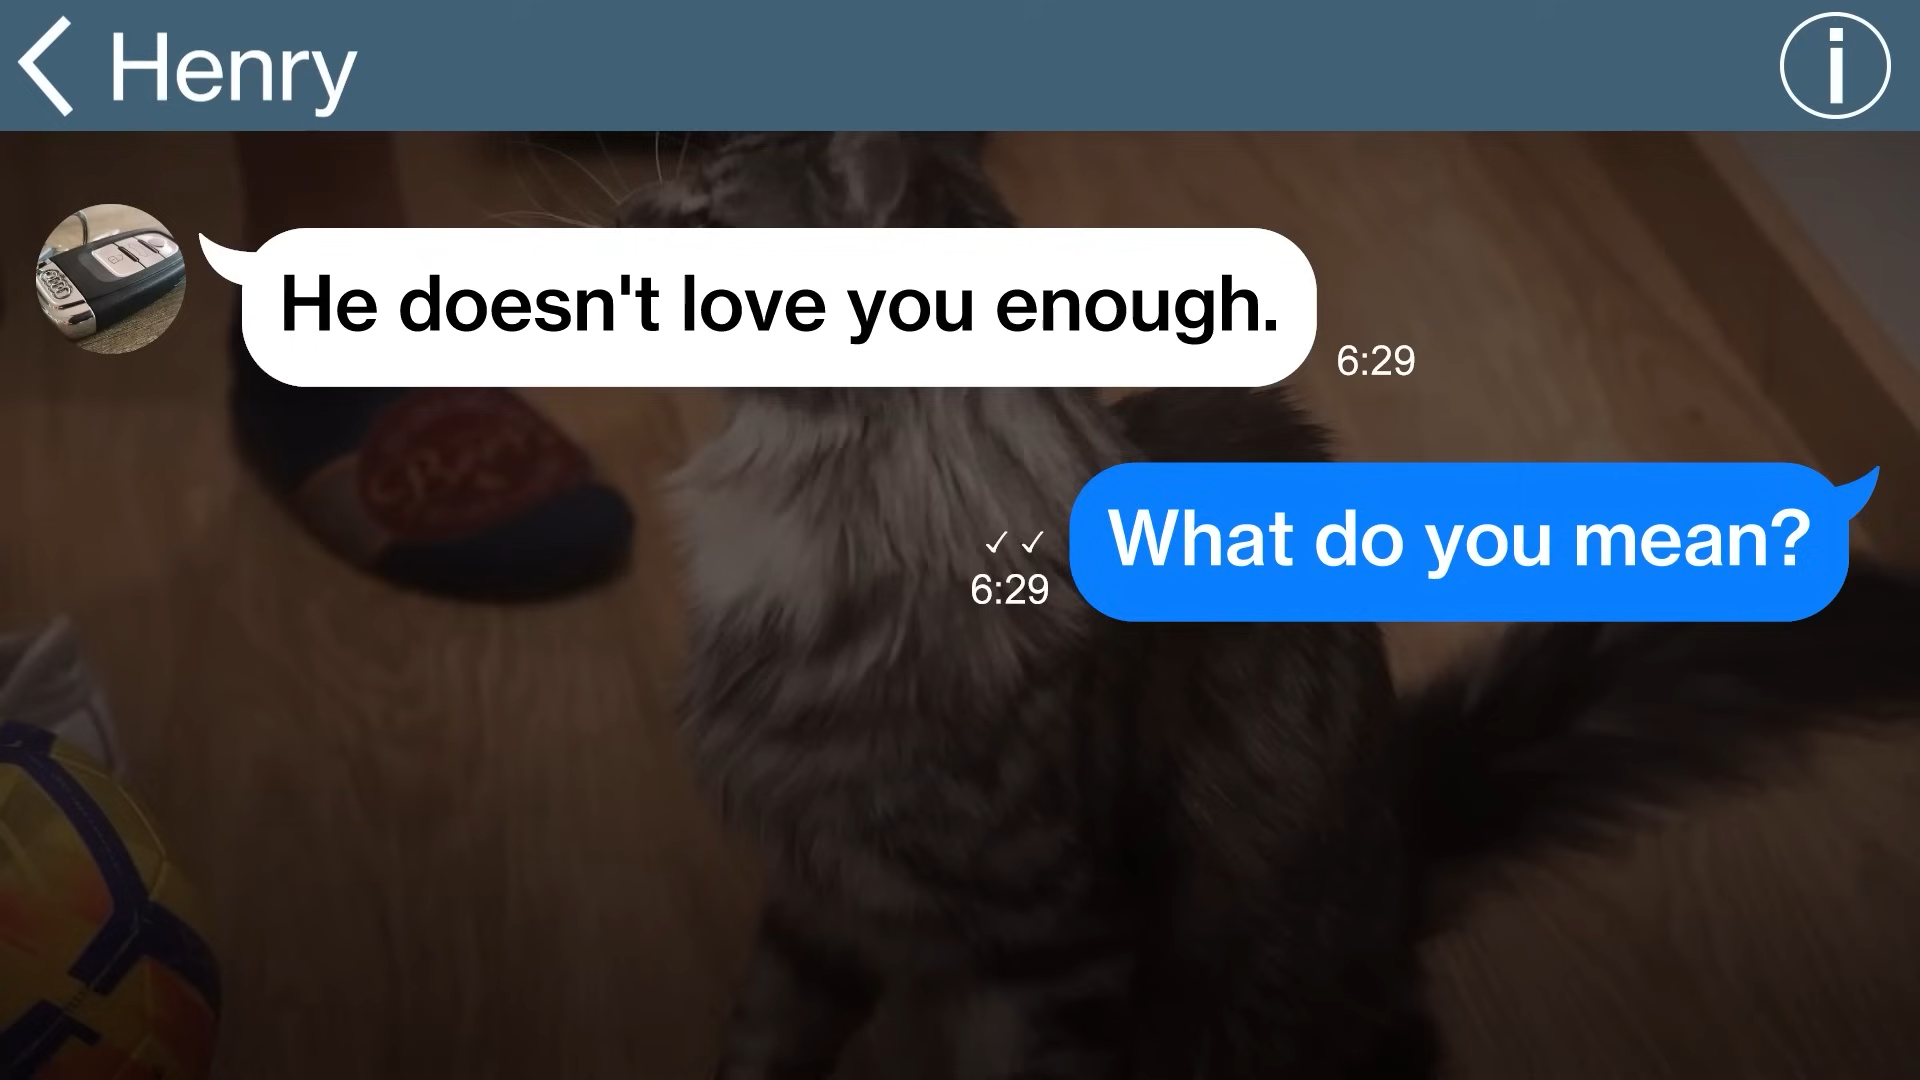 Henry
He doesn't love you enough.
6:29
What do you mean?
✓ ✓
6:29